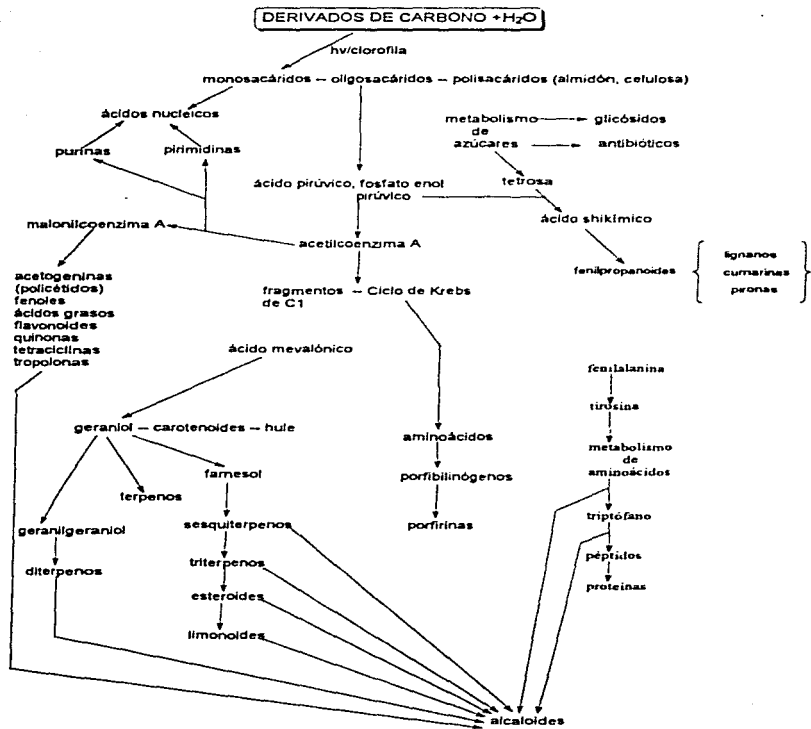 DERIVADOS DE CARBONO +H₂O
hv/clorofila
monosacáridos – oligosacáridos – polisacáridos (almidón, celulosa)
ácidos nucleicos
metabolismo
de
azúcares
glicósidos
antibióticos
purinas
pirimidinas
ácido pirúvico, fosfato enol
pirúvico
tetrosa
ácido shikímico
malonilcoenzima A
acetilcoenzima A
fenilpropanoides
lignanos
cumarinas
pironas
acetogeninas
(policétidos)
fenoles
ácidos grasos
flavonoides
quinonas
tetraciclinas
tropolonas
fragmentos – Ciclo de Krebs
de C1
ácido mevalónico
geraniol – carotenoides – hule
farnesol
terpenos
geranilgeraniol
diterpenos
sesquiterpenos
triterpenos
esteroides
limonoides
aminoácidos
porfibilinógenos
porfirinas
fenilalanina
tirosina
metabolismo
de
aminoácidos
triptófano
péptidos
proteínas
alcaloides